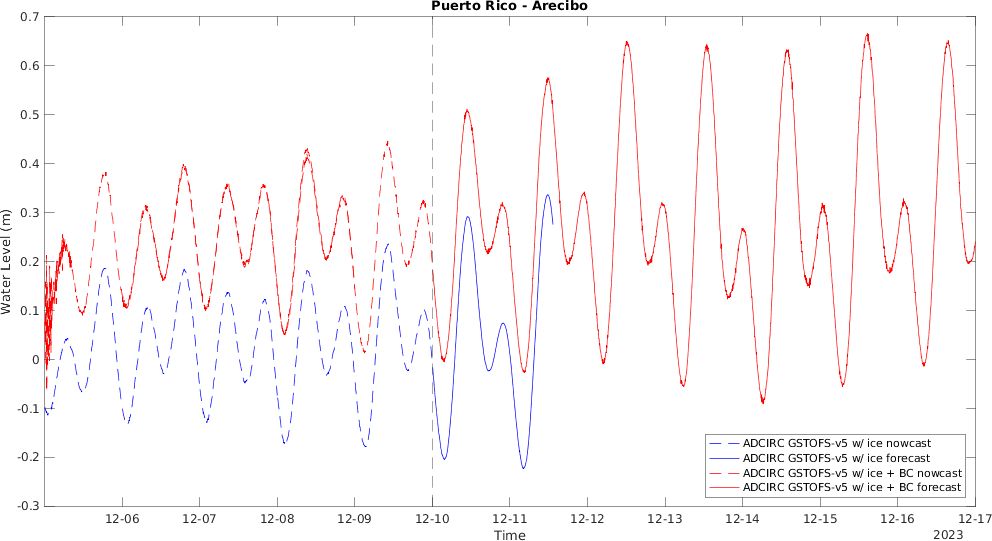 Puerto Rico - Arecibo
Water Level (m)
0.7
0.6
0.5
0.4
0.3
0.2
0.1
0
-0.1
-0.2
-0.3
ADCIRC GSTOFS-v5 w/ ice nowcast
ADCIRC GSTOFS-v5 w/ ice forecast
ADCIRC GSTOFS-v5 w/ ice + BC nowcast
ADCIRC GSTOFS-v5 w/ ice + BC forecast
12-06 12-07 12-08 12-09 12-10 12-11 12-12 12-13 12-14 12-15 12-16 12-17
Time
2023